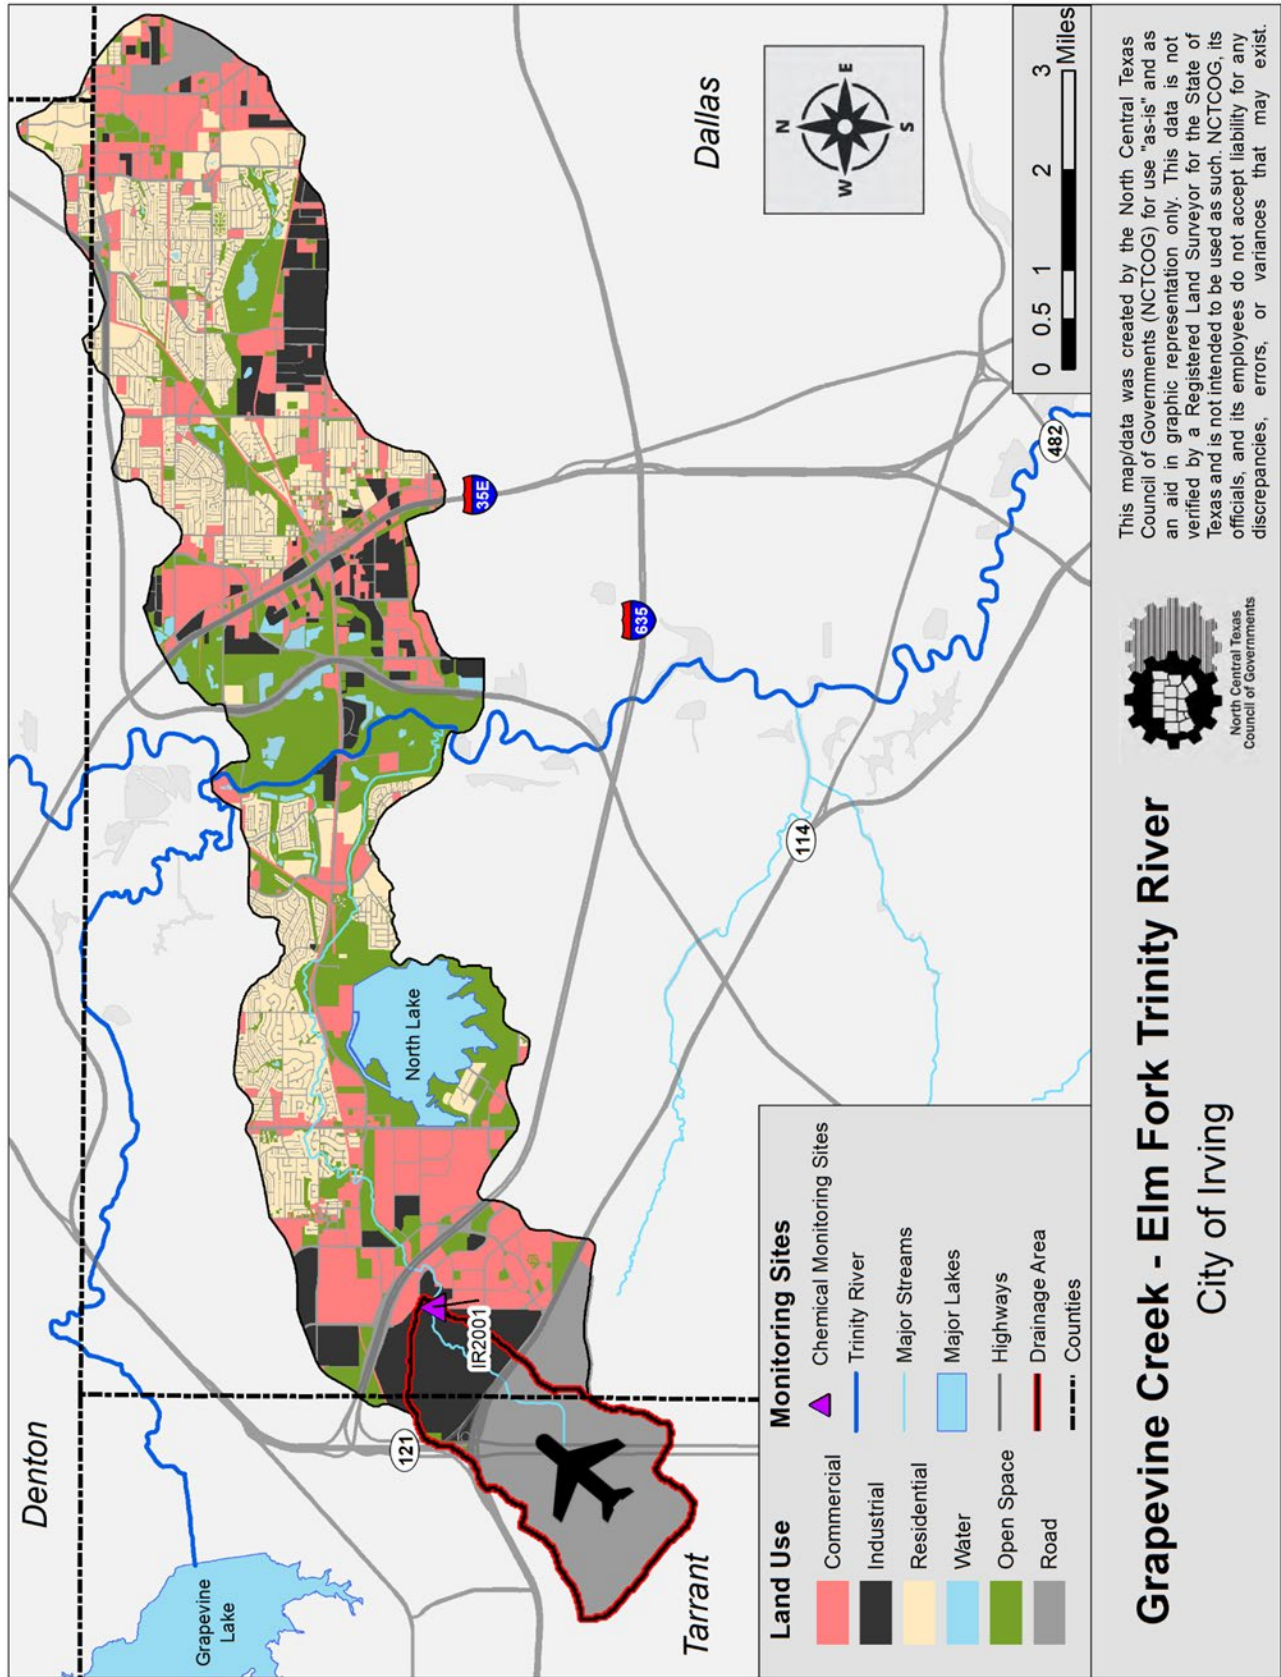 Denton
Grapevine
Lake
121
Tarrant
IR2001
North Lake
35E
635
114
482
Dallas
N
W
E
S
0 0.5 1 2 3
Miles
Land Use
Commercial
Industrial
Residential
Water
Open Space
Road
Monitoring Sites
Chemical Monitoring Sites
Trinity River
Major Streams
Major Lakes
Highways
Drainage Area
Counties
Grapevine Creek - Elm Fork Trinity River
City of Irving
North Central Texas
Council of Governments
This map/data was created by the North Central Texas
Council of Governments (NCTCOG) for use "as-is" and as
an aid in graphic representation only. This data is not
verified by a Registered Land Surveyor for the State of
Texas and is not intended to be used as such. NCTCOG, its
officials, and its employees do not accept liability for any
discrepancies, errors, or variances that may exist.